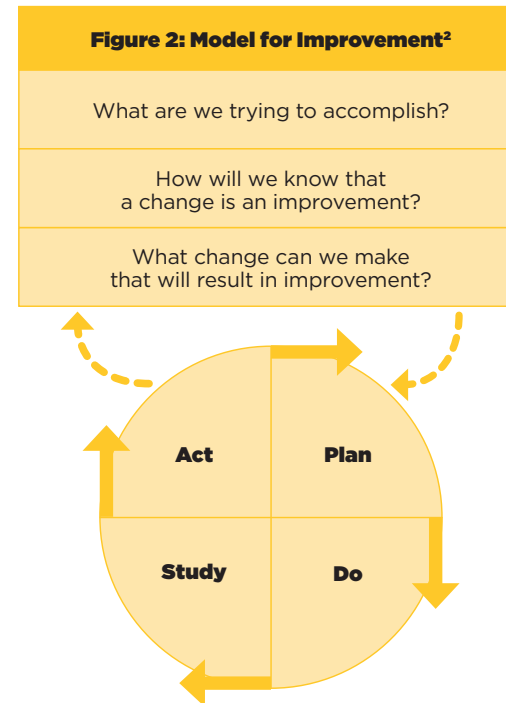 Figure 2: Model for Improvement²
What are we trying to accomplish?
How will we know that
a change is an improvement?
What change can we make
that will result in improvement?
Act
Plan
Study
Do